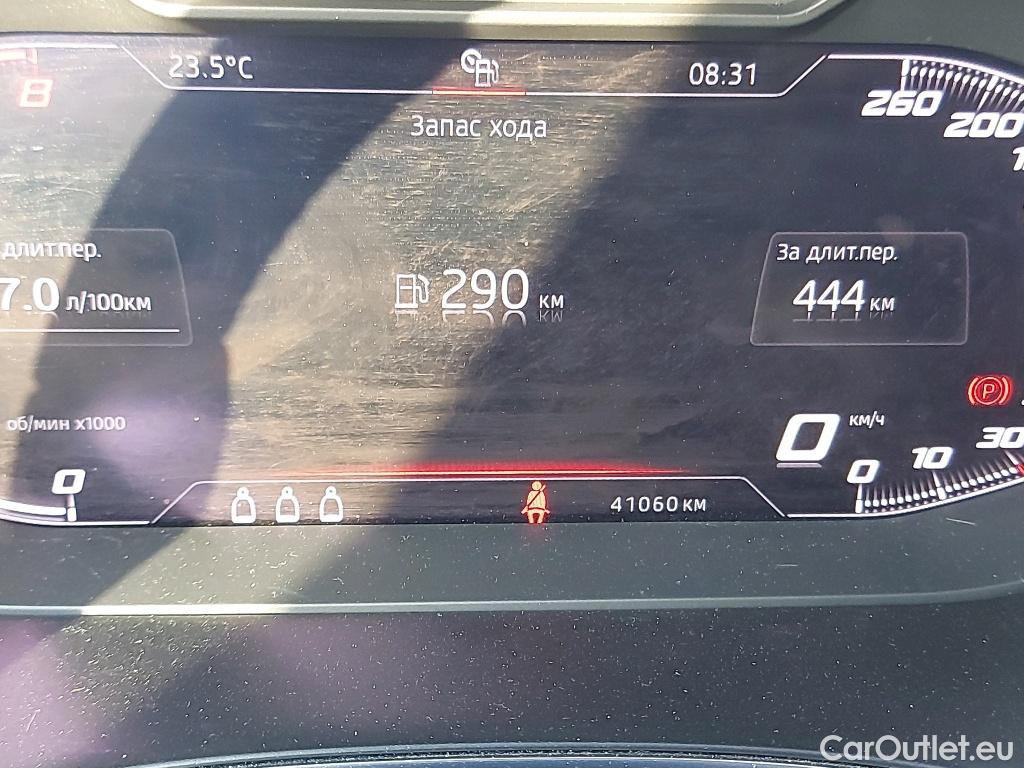 23.5°C
08:31
8
260
200
Запас хода
длит.пер.
7.0 л/100км
290 км
За длит.пер.
444 км
P
об/мин x1000
0
0 км/ч
0
10
30
41060 км
CarOutlet.eu